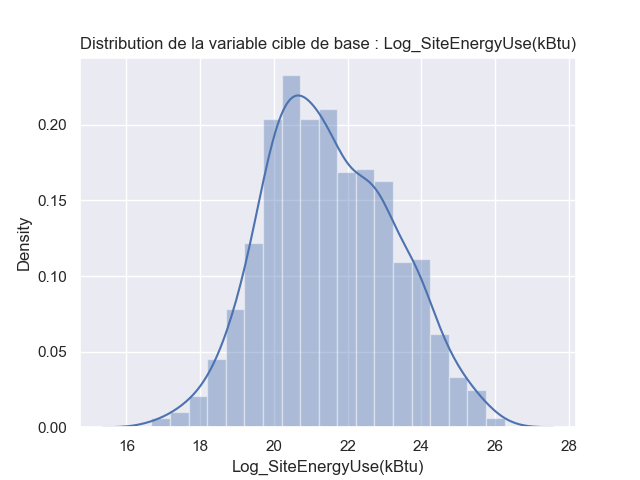 Distribution de la variable cible de base : Log_SiteEnergyUse(kBtu)
0.20
0.15
0.10
0.05
0.00
Density
16 18 20 22 24 26 28
Log_SiteEnergyUse(kBtu)